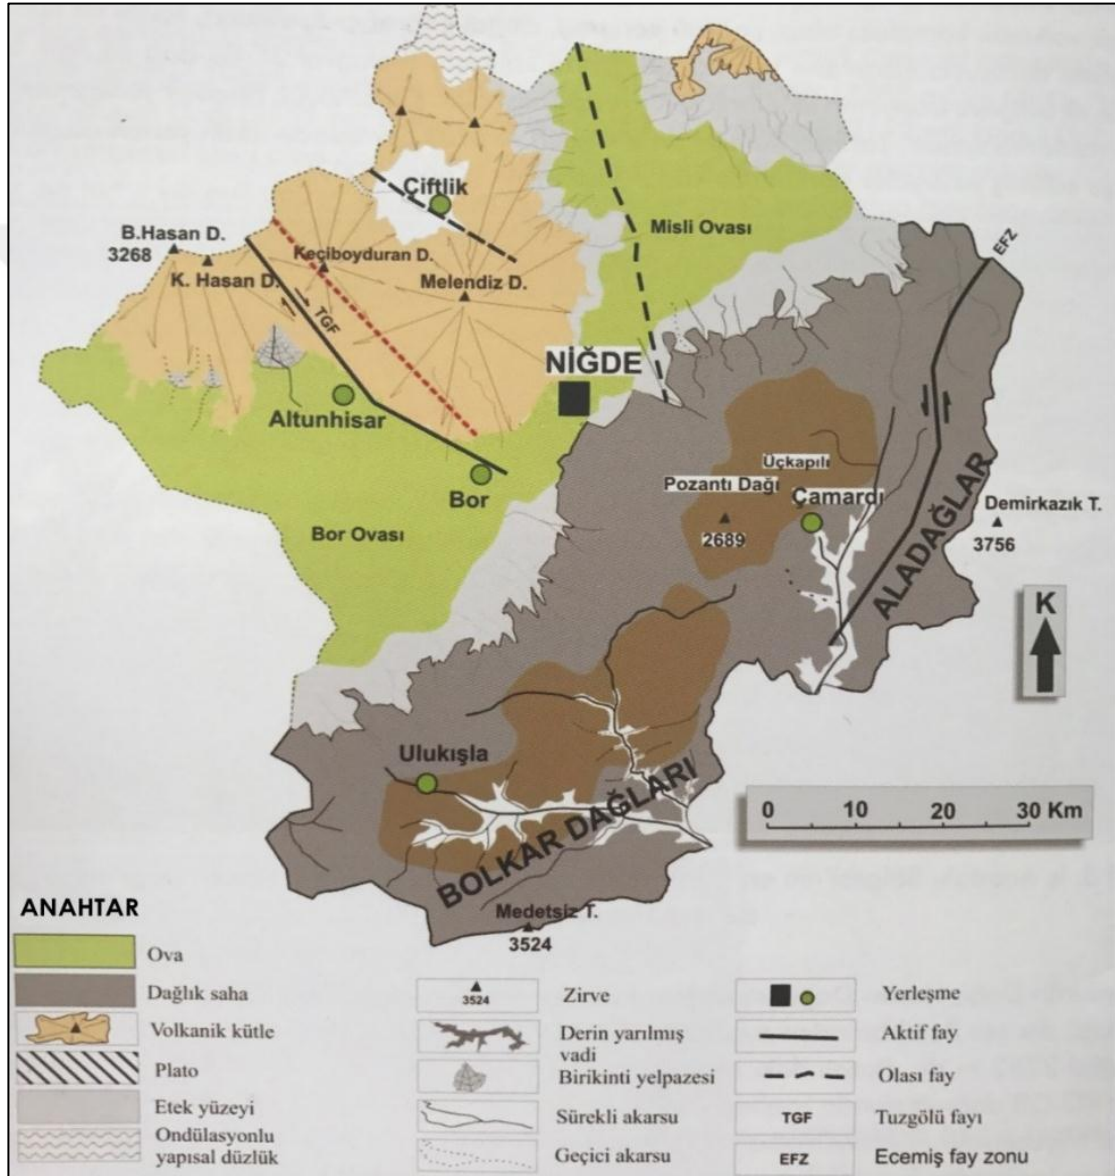 Çiftlik
Misli Ovası
B.Hasan D.
3268
K. Hasan D.
Keçiboyduran D.
Melendiz D.
EFZ
TGF
NİĞDE
Altunhisar
Bor
Bor Ovası
Üçkapılı
Pozantı Dağı
Çamardı
2689
Demirkazık T.
3756
ALADAĞLAR
K
Ulukışla
BOLKAR DAĞLARI
0 10 20 30 Km
Medetsiz T.
3524
ANAHTAR
Ova
Dağlık saha
Volkanik kütle
Plato
Etek yüzeyi
Ondülasyonlu
yapısal düzlük
3524
Zirve
Derin yarılmış
vadi
Birikinti yelpazesi
Sürekli akarsu
Geçici akarsu
Yerleşme
Aktif fay
Olası fay
TGF
Tuzgölü fayı
EFZ
Ecemiş fay zonu